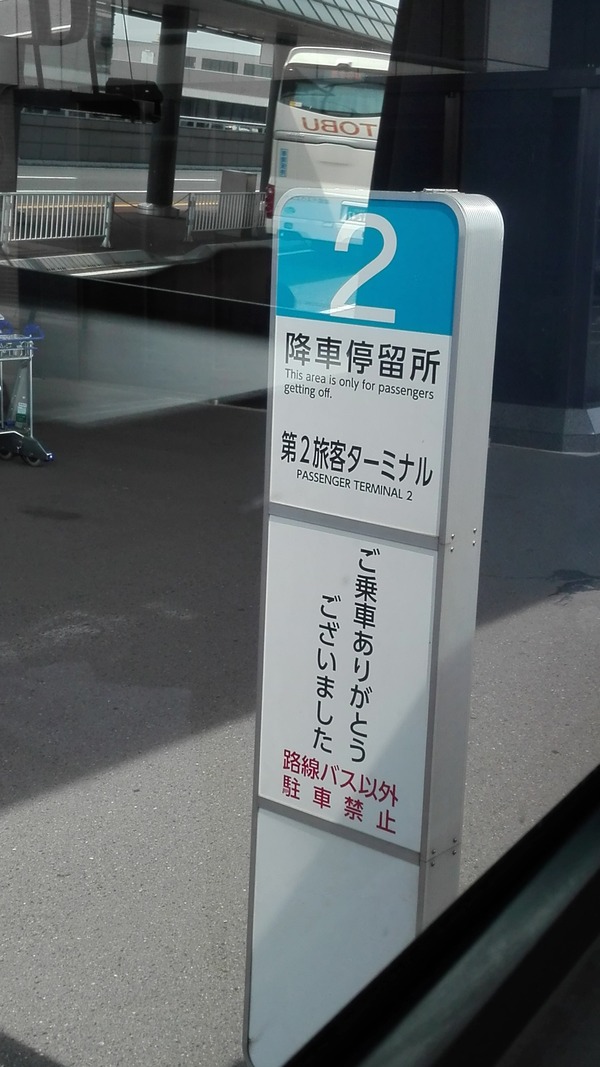 TOBU
2
降車停留所
This area is only for passengers
getting off.
第2旅客ターミナル
PASSENGER TERMINAL 2
ご乗車ありがとう
ございました
路線バス以外
駐車禁止